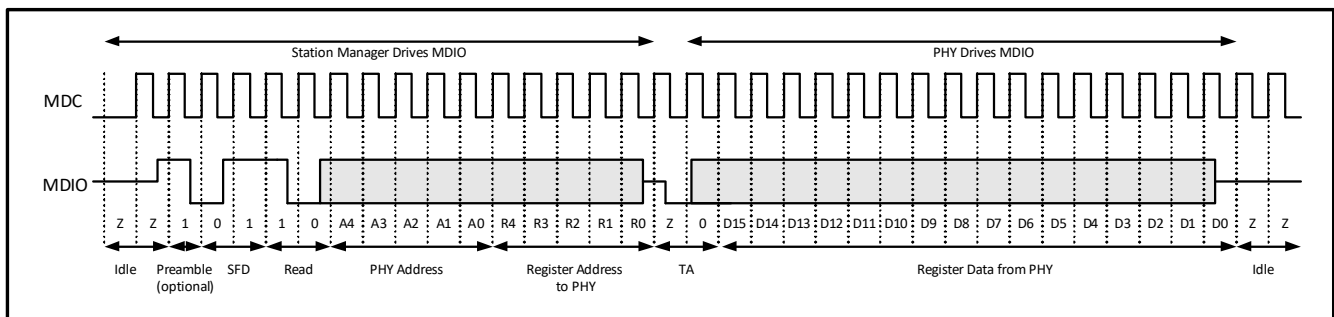 Station Manager Drives MDIO PHY Drives MDIO
MDC
MDIO
Z Z 1 0 1 1 0 A4 A3 A2 A1 A0 R4 R3 R2 R1 R0 Z 0 D15 D14 D13 D12 D11 D10 D9 D8 D7 D6 D5 D4 D3 D2 D1 D0 Z Z
Idle Preamble SFD Read PHY Address Register Address TA Register Data from PHY Idle
(optional) to PHY